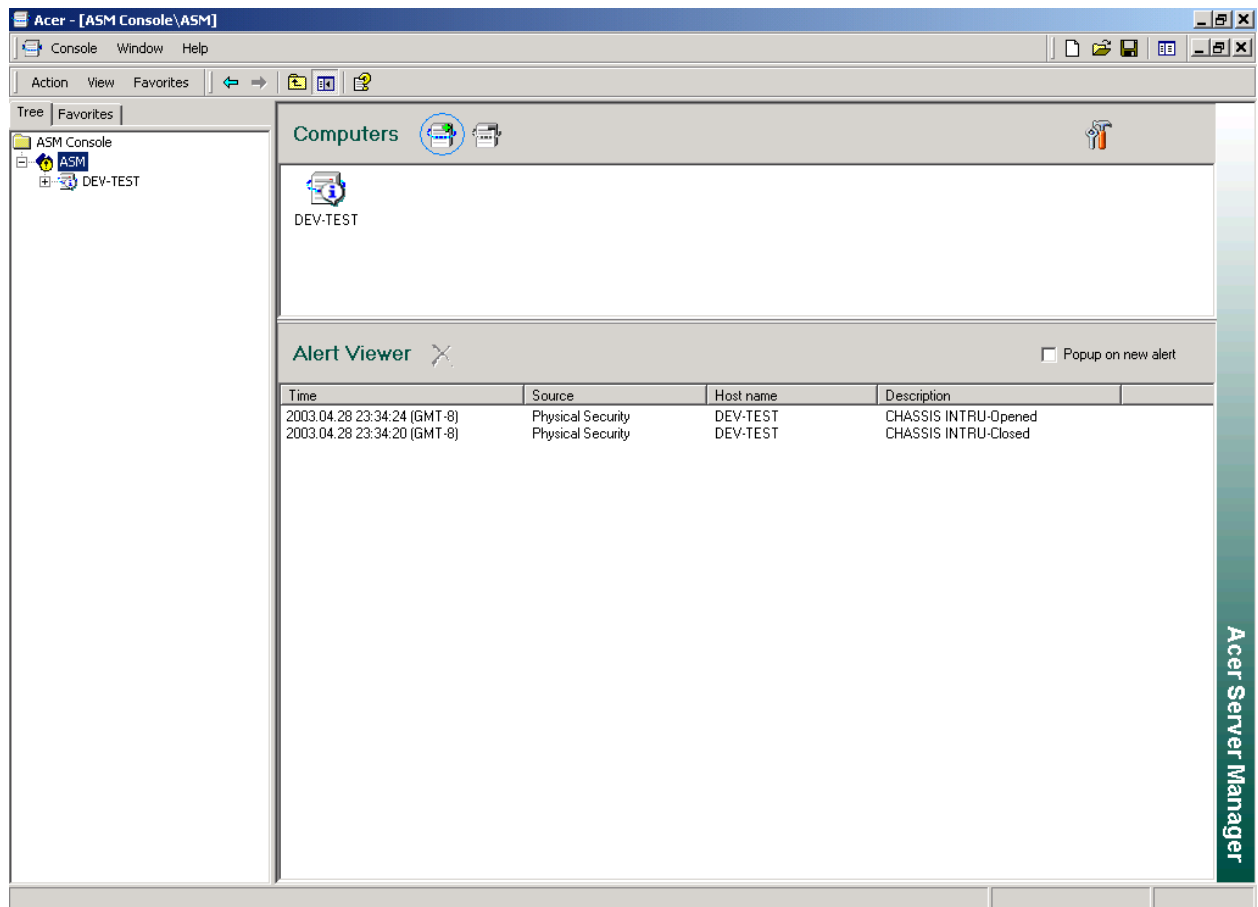 Acer - [ASM Console\ASM]
Console Window Help
Action View Favorites
Tree Favorites
ASM Console
ASM
DEV-TEST
Computers
DEV-TEST
Alert Viewer
Popup on new alert
Time Source Host name Description
2003.04.28 23:34:24 (GMT-8) Physical Security DEV-TEST CHASSIS INTRU-Opened
2003.04.28 23:34:20 (GMT-8) Physical Security DEV-TEST CHASSIS INTRU-Closed
Acer Server Manager